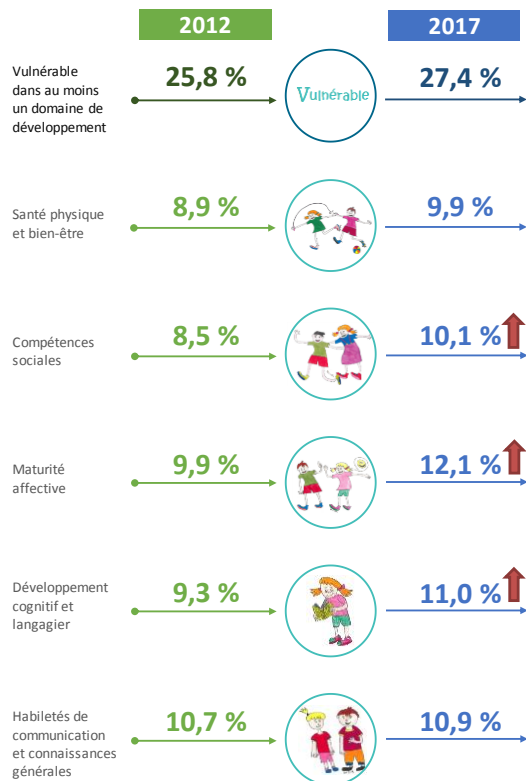 2012
2017
Vulnérable
dans au moins
un domaine de
développement
25,8 %
Vulnérable
27,4 %
Santé physique
et bien-être
8,9 %
9,9 %
Compétences
sociales
8,5 %
10,1 %
Maturité
affective
9,9 %
12,1 %
Développement
cognitif et
langagier
9,3 %
11,0 %
Habiletés de
communication
et connaissances
générales
10,7 %
10,9 %